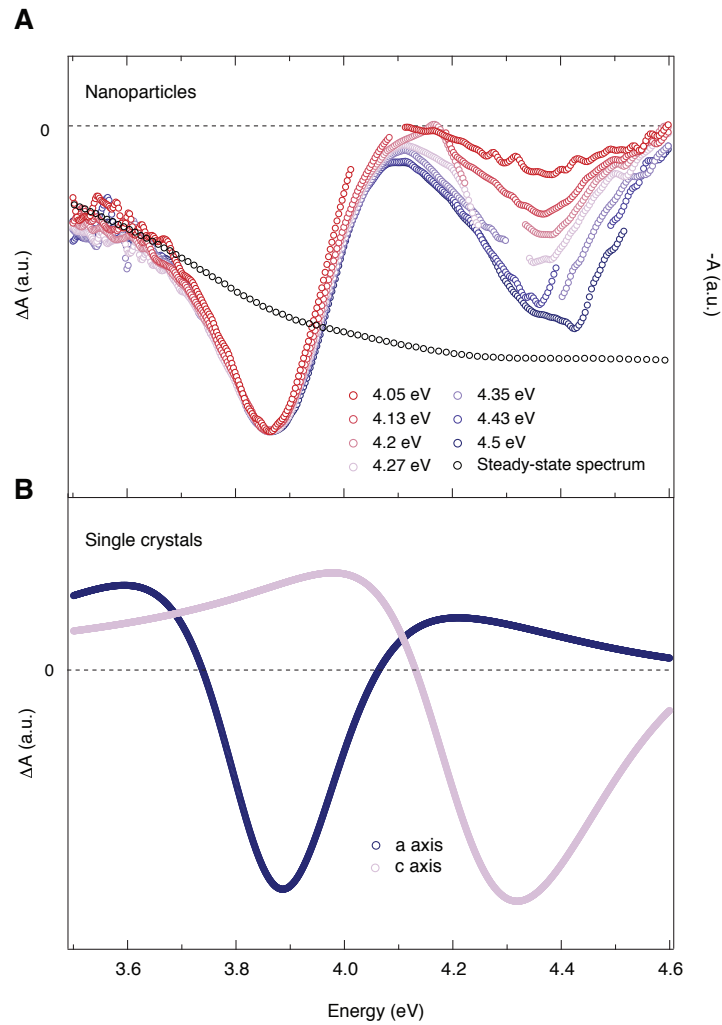 A
Nanoparticles
0
ΔA (a.u.)
-A (a.u.)
4.05 eV
4.13 eV
4.2 eV
4.27 eV
4.35 eV
4.43 eV
4.5 eV
Steady-state spectrum
B
Single crystals
0
ΔA (a.u.)
a axis
c axis
3.6 3.8 4.0 4.2 4.4 4.6
Energy (eV)